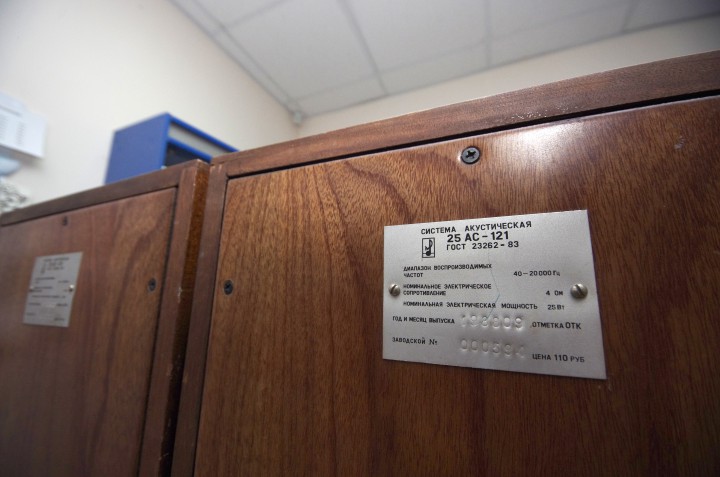 СИСТЕМА АКУСТИЧЕСКАЯ
25 АС-121
ГОСТ 23262-83
ДИАПАЗОН ВОСПРОИЗВОДИМЫХ
ЧАСТОТ 40-20000 Гц
НОМИНАЛЬНОЕ ЭЛЕКТРИЧЕСКОЕ
СОПРОТИВЛЕНИЕ 4 Ом
НОМИНАЛЬНАЯ ЭЛЕКТРИЧЕСКАЯ МОЩНОСТЬ 25 Вт
ГОД И МЕСЯЦ ВЫПУСКА ,ОТМЕТКА ОТК
ЗАВОДСКОЙ № ЦЕНА 110 РУБ